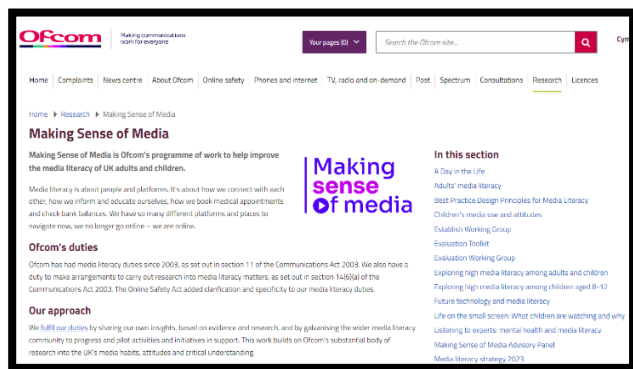 Ofcom
Making communications
work for everyone
Your pages (0)
Search the Ofcom site...
Cym
Home
Complaints
News centre
About Ofcom
Online safety
Phones and internet
TV, radio and on-demand
Post
Spectrum
Consultations
Research
Licences
Home
Research
Making Sense of Media
Making Sense of Media
Making Sense of Media is Ofcom's programme of work to help improve
the media literacy of UK adults and children.
Media literacy is about people and platforms. It's about how we connect with each
other, how we inform and educate ourselves, how we book medical appointments
and check bank balances. We have so many different platforms and places to
navigate now, we no longer go online – we are online.
Making
sense
Of media
Ofcom's duties
Ofcom has had media literacy duties since 2003, as set out in section 11 of the Communications Act 2003. We also have a
duty to make arrangements to carry out research into media literacy matters, as set out in section 14(6)(a) of the
Communications Act 2003. The Online Safety Act added clarification and specificity to our media literacy duties.
Our approach
We fulfil our duties by sharing our own insights, based on evidence and research, and by galvanising the wider media literacy
community to progress and pilot activities and initiatives in support. This work builds on Ofcom's substantial body of
research into the UK's media habits, attitudes and critical understanding.
In this section
A Day in the Life
Adults' media literacy
Best Practice Design Principles for Media Literacy
Children's media use and attitudes
Establish Working Group
Evaluation Toolkit
Evaluation Working Group
Exploring high media literacy among adults and children
Exploring high media literacy among children aged 8-12
Future technology and media literacy
Life on the small screen: What children are watching and why
Listening to experts: mental health and media literacy
Making Sense of Media Advisory Panel
Media literacy strategy 2023